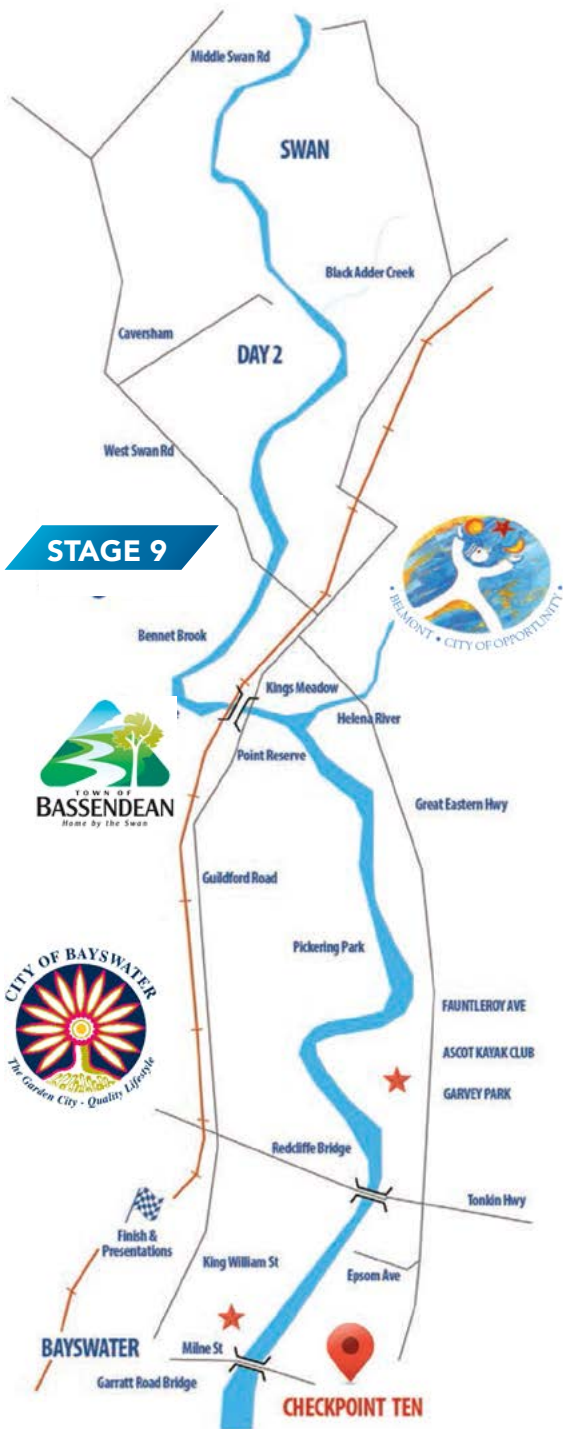 Middle Swan Rd
SWAN
Black Adder Creek
Caversham
DAY 2
West Swan Rd
STAGE 9
• BELMONT • CITY OF OPPORTUNITY •
Bennet Brook
Kings Meadow
Helena River
Point Reserve
TOWN OF
BASSENDEAN
Home by the Swan
Great Eastern Hwy
Guildford Road
Pickering Park
CITY OF BAYSWATER
The Garden City - Quality Lifestyle
FAUNTLEROY AVE
ASCOT KAYAK CLUB
GARVEY PARK
Redcliffe Bridge
Tonkin Hwy
Finish &
Presentations
King William St
Epsom Ave
BAYSWATER
Milne St
Garratt Road Bridge
CHECKPOINT TEN